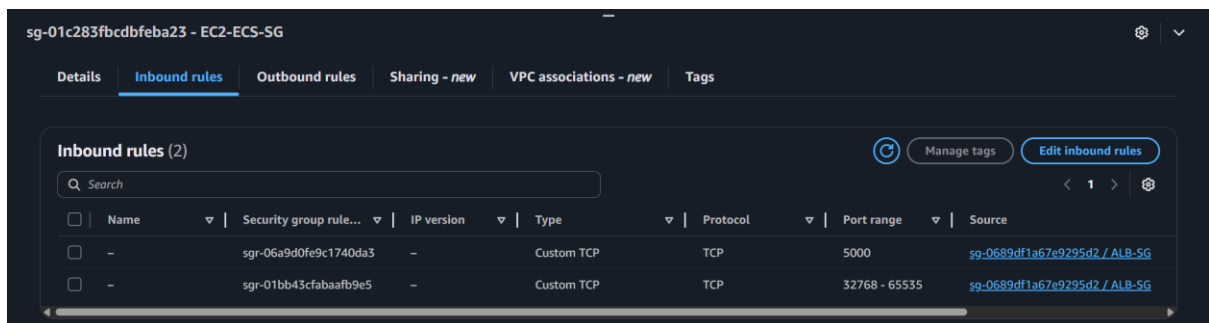 sg-01c283fbcdbfeba23 - EC2-ECS-SG
Details Inbound rules Outbound rules Sharing - new VPC associations - new Tags
Inbound rules (2) Manage tags Edit inbound rules
Search 1
Name Security group rule... IP version Type Protocol Port range Source
– sgr-06a9d0fe9c1740da3 – Custom TCP TCP 5000 sg-0689df1a67e9295d2 / ALB-SG
– sgr-01bb43cfabaafb9e5 – Custom TCP TCP 32768 - 65535 sg-0689df1a67e9295d2 / ALB-SG